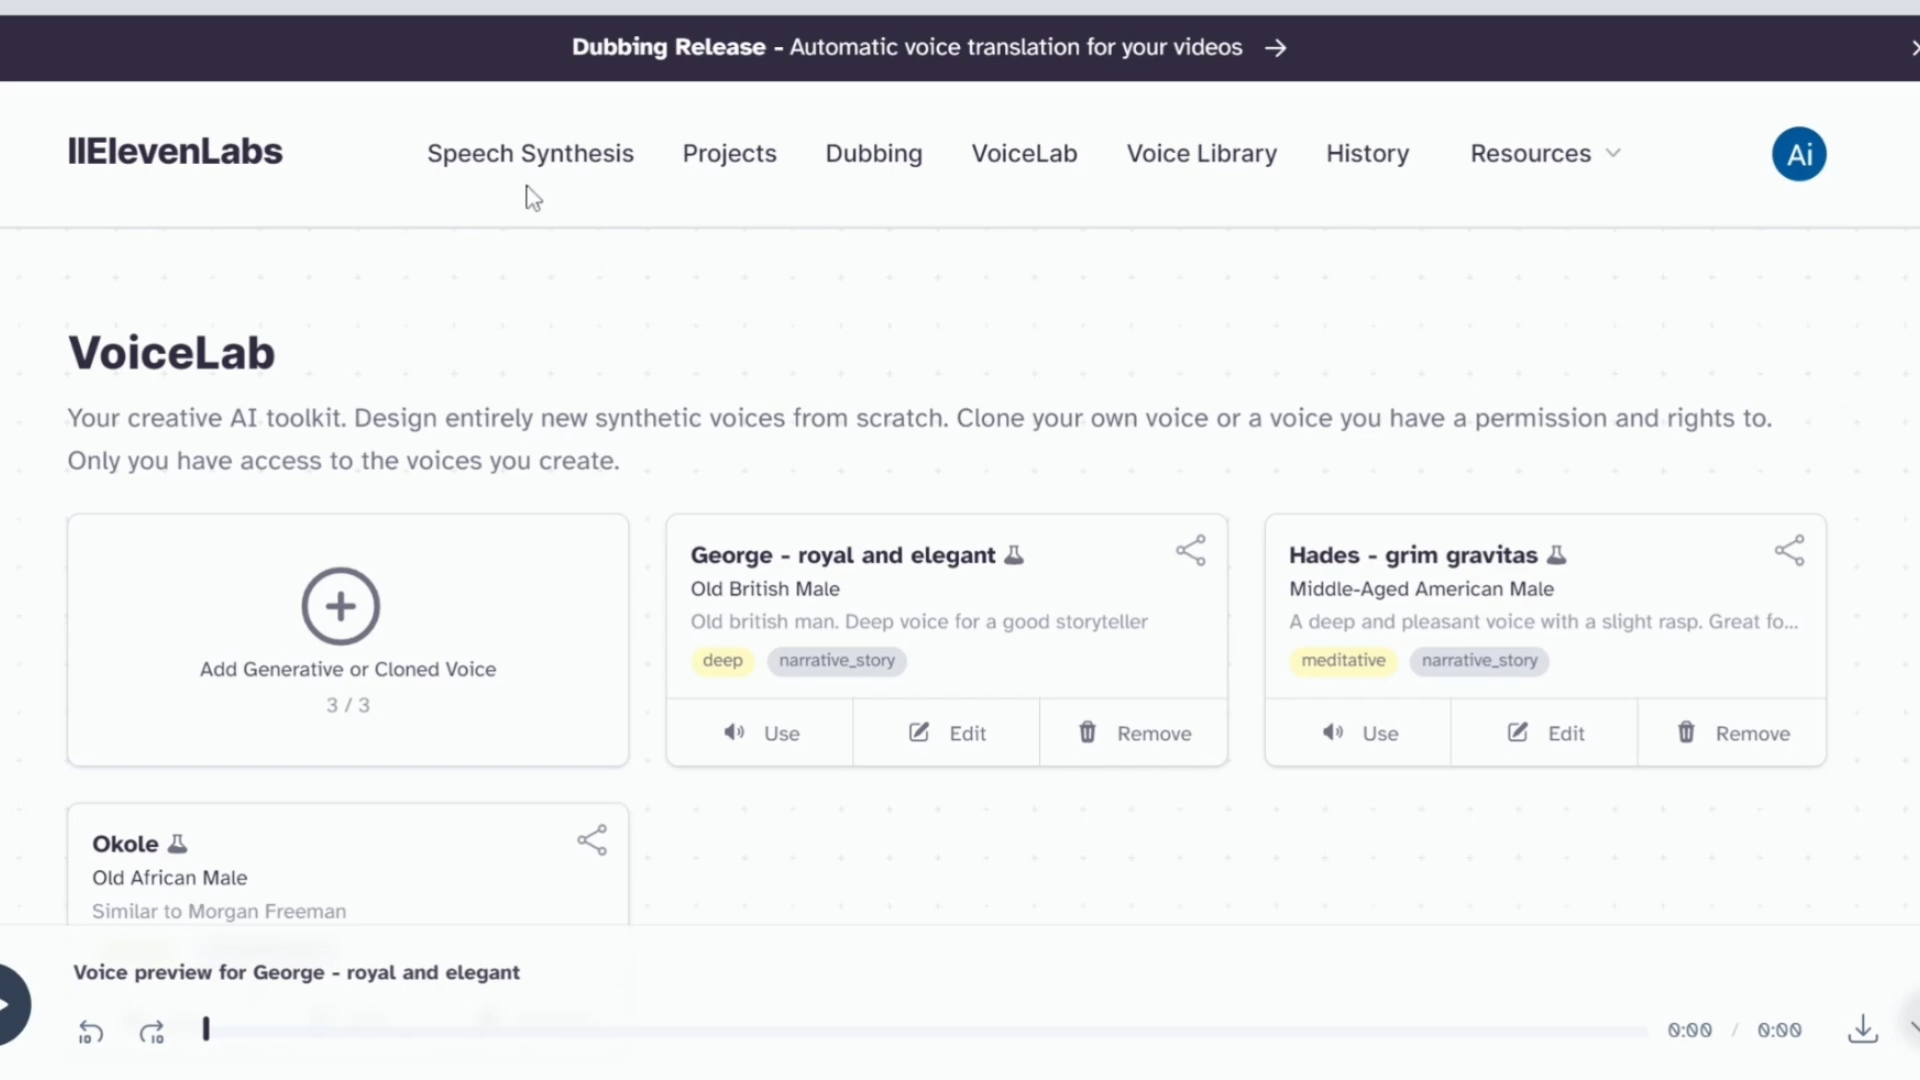 Dubbing Release - Automatic voice translation for your videos →
IIElevenLabs
Speech Synthesis
Projects
Dubbing
VoiceLab
Voice Library
History
Resources
Ai
VoiceLab
Your creative AI toolkit. Design entirely new synthetic voices from scratch. Clone your own voice or a voice you have a permission and rights to.
Only you have access to the voices you create.
Add Generative or Cloned Voice
3 / 3
George - royal and elegant
Old British Male
Old british man. Deep voice for a good storyteller
deep
narrative_story
Use
Edit
Remove
Hades - grim gravitas
Middle-Aged American Male
A deep and pleasant voice with a slight rasp. Great fo...
meditative
narrative_story
Use
Edit
Remove
Okole
Old African Male
Similar to Morgan Freeman
Voice preview for George - royal and elegant
10
10
0:00 / 0:00